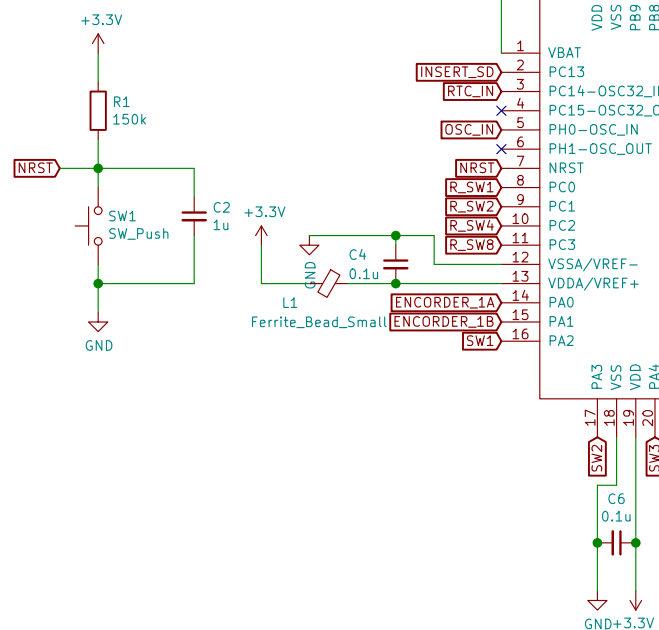 +3.3V
R1
150k
NRST
SW1
SW_Push
C2
1u
GND
+3.3V
GND
C4
0.1u
L1
Ferrite_Bead_Small
VDD
VSS
PB9
PB8
1 VBAT
INSERT_SD 2 PC13
RTC_IN 3 PC14-OSC32_I
4 PC15-OSC32_O
OSC_IN 5 PH0-OSC_IN
6 PH1-OSC_OUT
NRST 7 NRST
R_SW1 8 PC0
R_SW2 9 PC1
R_SW4 10 PC2
R_SW8 11 PC3
12 VSSA/VREF-
13 VDDA/VREF+
ENCORDER_1A 14 PA0
ENCORDER_1B 15 PA1
SW1 16 PA2
PA3
VSS
VDD
PA4
17
18
19
20
SW2
SW3
C6
0.1u
GND
+3.3V